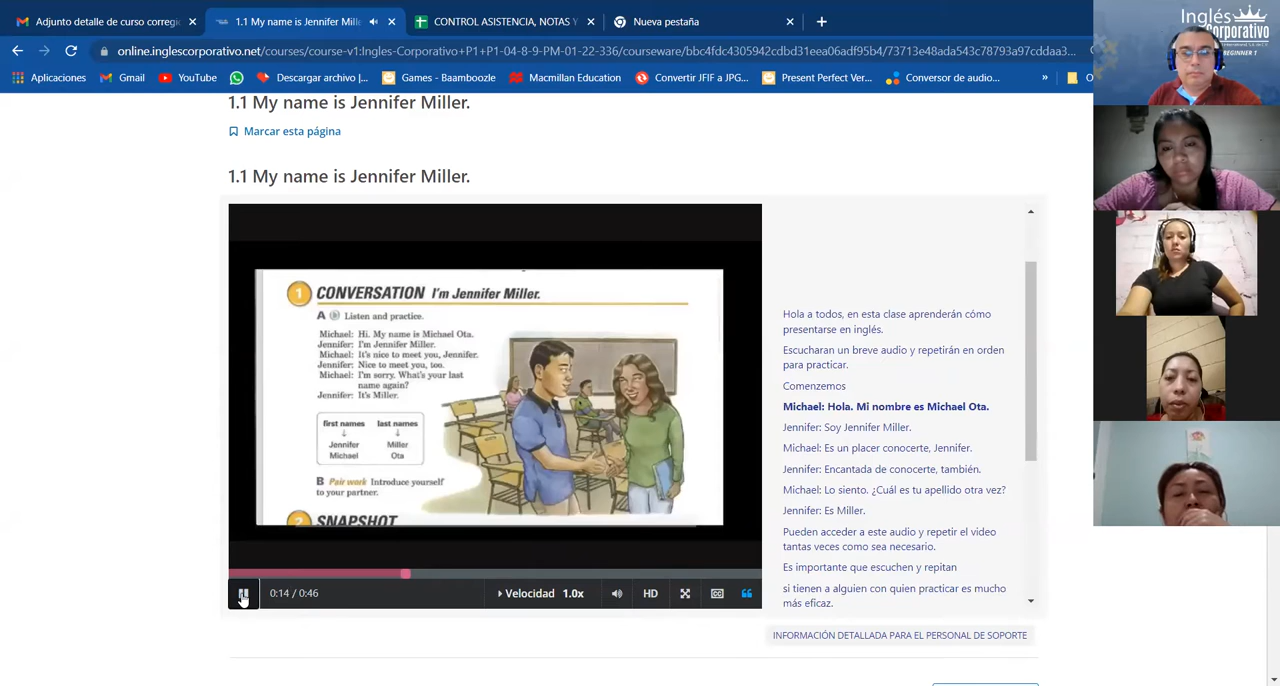 Adjunto detalle de curso corregi
1.1 My name is Jennifer Mille
CONTROL ASISTENCIA, NOTAS Y
Nueva pestaña
online.inglescorporativo.net/courses/course-v1:Ingles-Corporativo+P1+P1-04-8-9-PM-01-22-336/courseware/bbc4fdc4305942cdbd31eea06adf95b4/73713e48ada543c78793a97cddaa3...
Aplicaciones
Gmail
YouTube
Descargar archivo |...
Games - Baamboozle
Macmillan Education
Convertir JFIF a JPG...
Present Perfect Ver...
Conversor de audio...
»
O
Inglés
Corporativo
BEGINNER 1
1.1 My name is Jennifer Miller.
Marcar esta página
1.1 My name is Jennifer Miller.
1 CONVERSATION I'm Jennifer Miller.
A Listen and practice.
Michael: Hi. My name is Michael Ota.
Jennifer: I'm Jennifer Miller.
Michael: It's nice to meet you, Jennifer.
Jennifer: Nice to meet you, too.
Michael: I'm sorry. What's your last
name again?
Jennifer: It's Miller.
first names last names
Jennifer Miller
Michael Ota
B Pair work Introduce yourself
to your partner.
2 SNAPSHOT
0:14 / 0:46
Velocidad 1.0x
HD
CC
Hola a todos, en esta clase aprenderán cómo
presentarse en inglés.
Escucharan un breve audio y repetirán en orden
para practicar.
Comenzemos
Michael: Hola. Mi nombre es Michael Ota.
Jennifer: Soy Jennifer Miller.
Michael: Es un placer conocerte, Jennifer.
Jennifer: Encantada de conocerte, también.
Michael: Lo siento. ¿Cuál es tu apellido otra vez?
Jennifer: Es Miller.
Pueden acceder a este audio y repetir el video
tantas veces como sea necesario.
Es importante que escuchen y repitan
si tienen a alguien con quien practicar es mucho
más eficaz.
INFORMACIÓN DETALLADA PARA EL PERSONAL DE SOPORTE